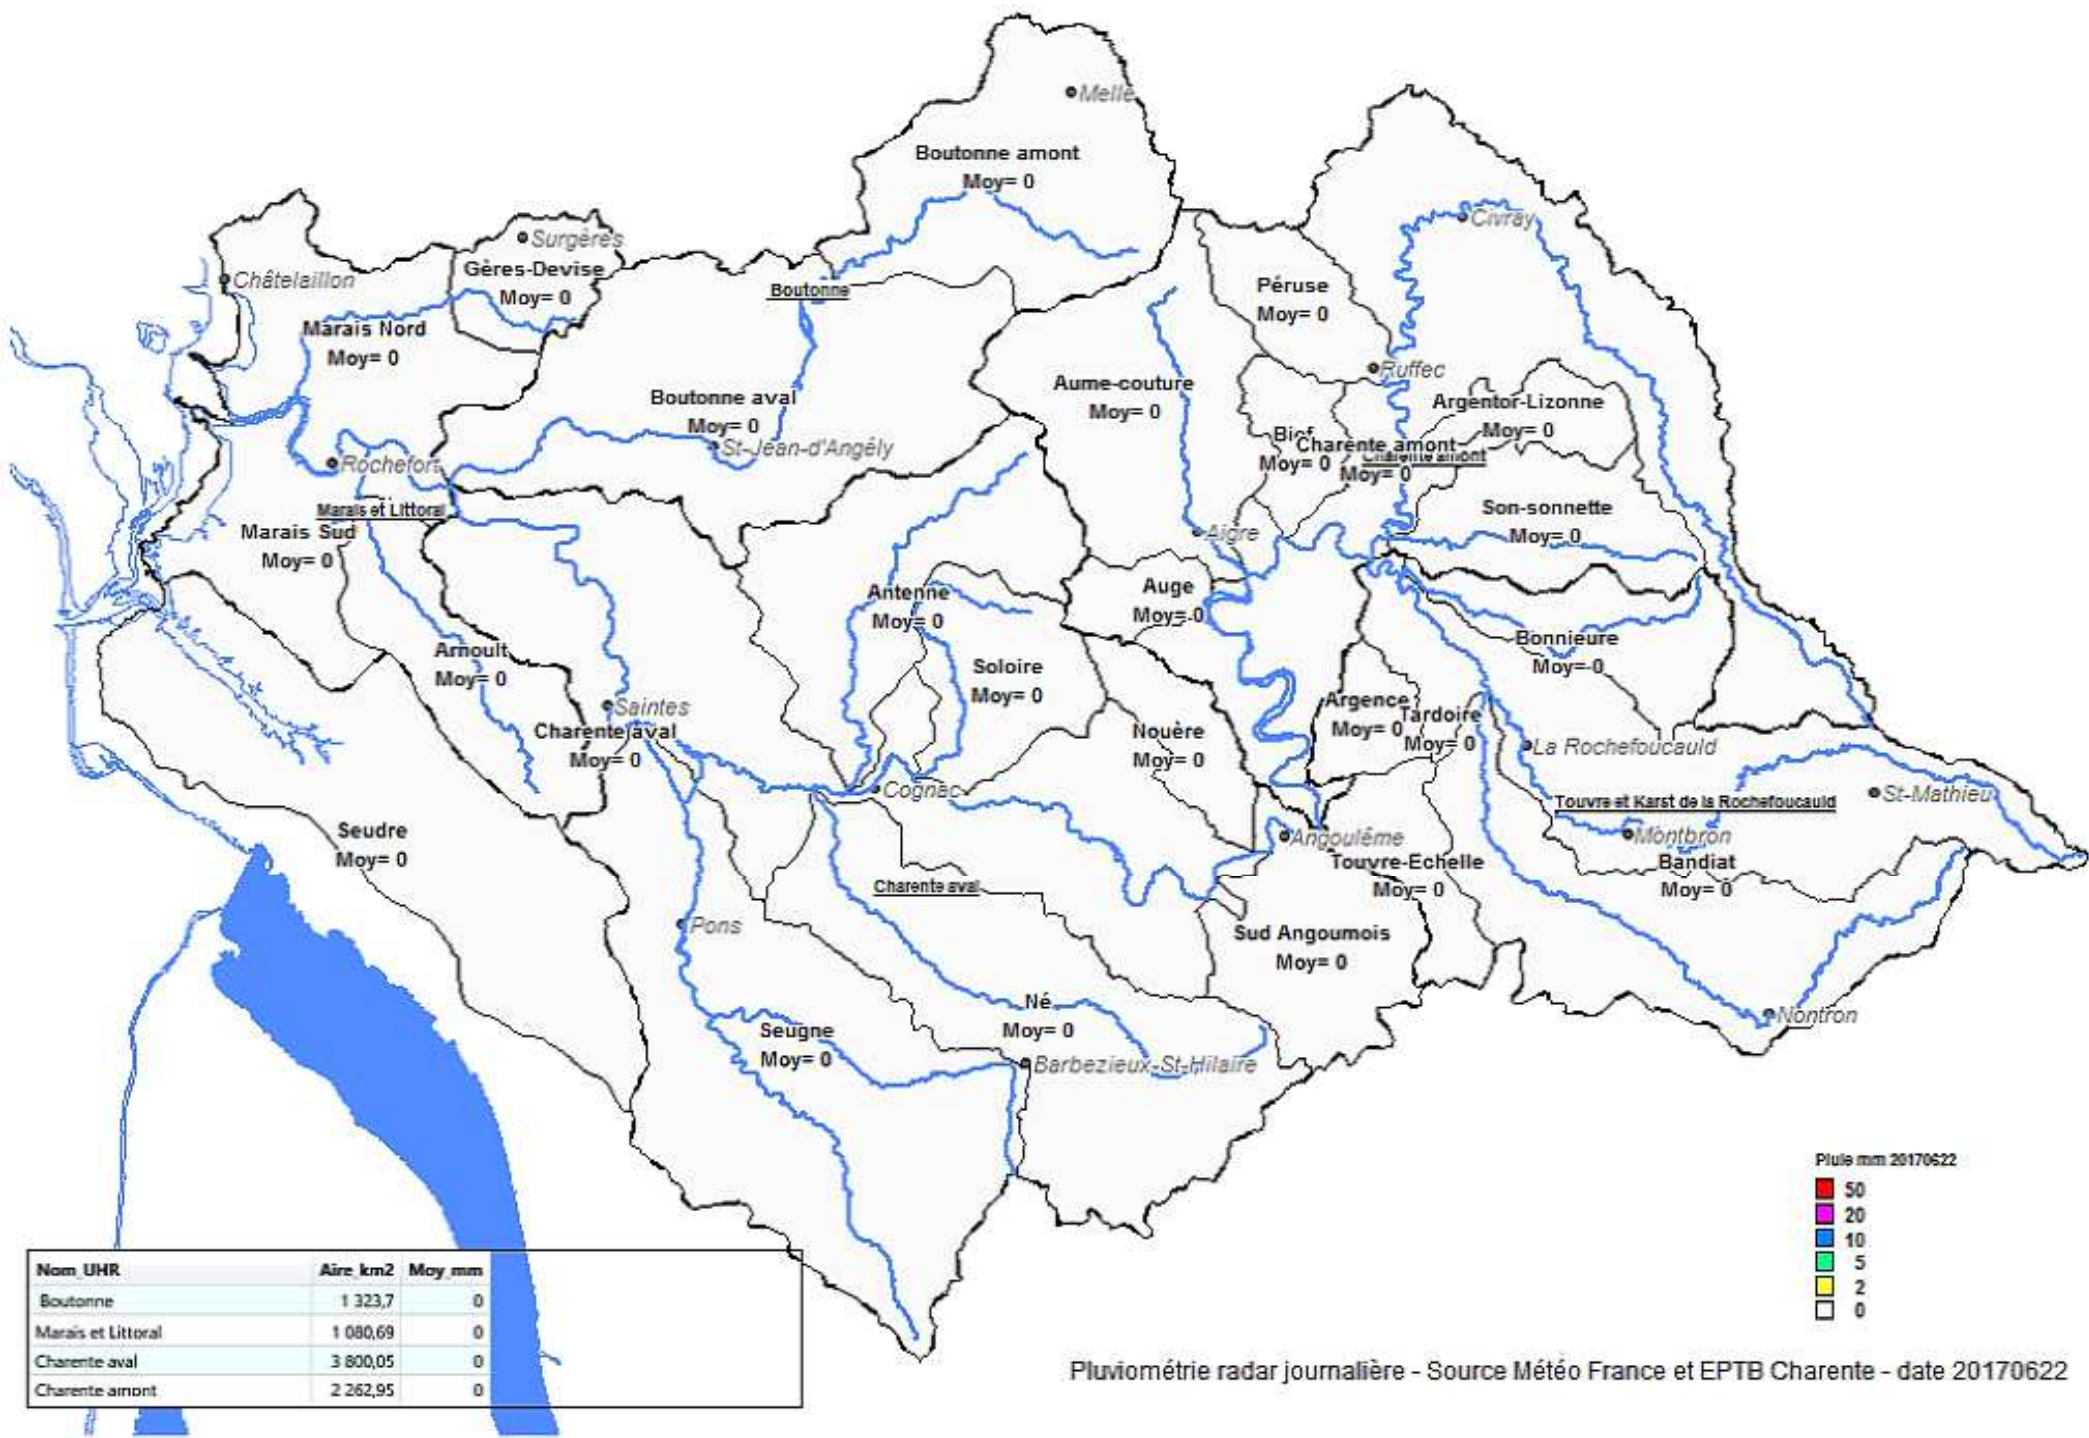 Melle
Boutonne amont
Moy= 0
Civray
Surgères
Gères-Devise
Moy= 0
Châtelaillon
Boutonne
Péruse
Moy= 0
Marais Nord
Moy= 0
Ruffec
Aume-couture
Moy= 0
Boutonne aval
Moy= 0
Argentor-Lizonne
Moy= 0
St-Jean-d'Angély
Bief
Moy= 0
Charente amont
Charente amont
Moy= 0
Rochefort
Marais et Littoral
Marais Sud
Moy= 0
Son-sonnette
Moy= 0
Aigre
Antenne
Moy= 0
Auge
Moy= 0
Bonnieure
Moy= 0
Arnoult
Moy= 0
Soloire
Moy= 0
Saintes
Charente aval
Moy= 0
Nouère
Moy= 0
Argence
Moy= 0
Tardoire
Moy= 0
La Rochefoucauld
Cognac
St-Mathieu
Touvre et Karst de la Rochefoucauld
Seudre
Moy= 0
Angoulême
Montbron
Touvre-Echelle
Moy= 0
Bandiat
Moy= 0
Charente aval
Pons
Sud Angoumois
Moy= 0
Né
Moy= 0
Nontron
Seugne
Moy= 0
Barbezieux-St-Hilaire
Pluie mm 20170622
50
20
10
5
2
0
Nom_UHR Aire_km2 Moy_mm
Boutonne 1 323,7 0
Marais et Littoral 1 080,69 0
Charente aval 3 800,05 0
Charente amont 2 262,95 0
Pluviométrie radar journalière - Source Météo France et EPTB Charente - date 20170622